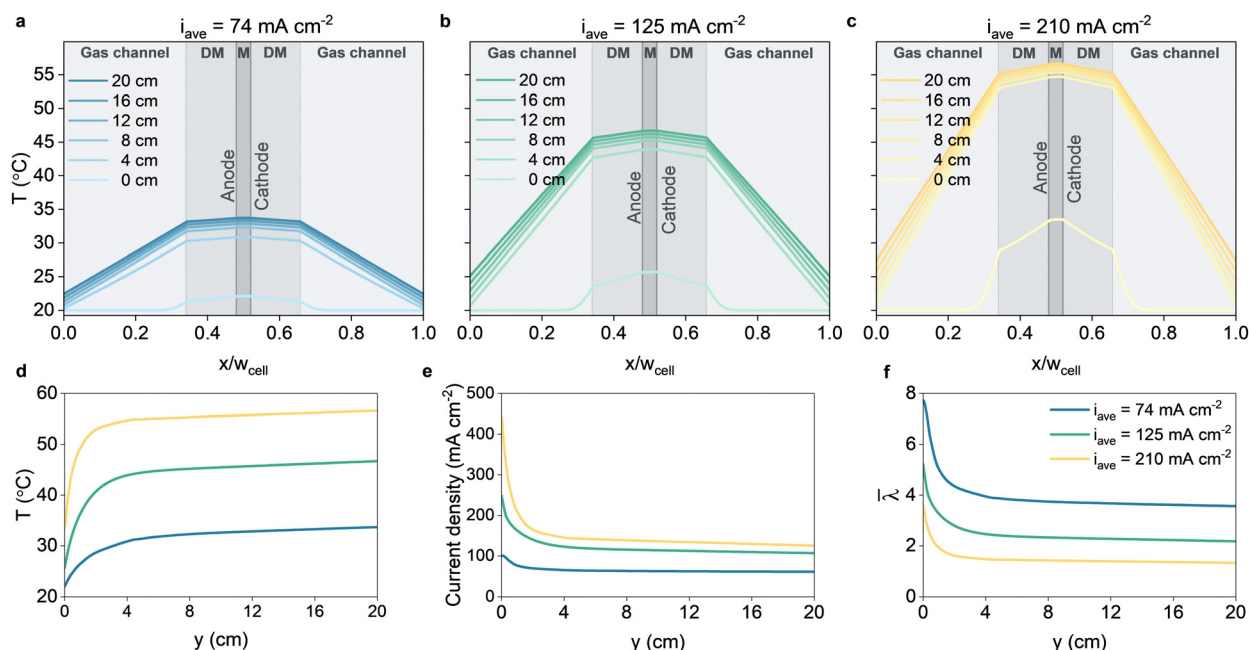 a
i_ave = 74 mA cm-2
Gas channel DM M DM Gas channel
20 cm
16 cm
12 cm
8 cm
4 cm
0 cm
Anode
Cathode
T (°C)
55
50
45
40
35
30
25
20
0.0 0.2 0.4 0.6 0.8 1.0
x/w_cell
b
i_ave = 125 mA cm-2
Gas channel DM M DM Gas channel
20 cm
16 cm
12 cm
8 cm
4 cm
0 cm
Anode
Cathode
0.0 0.2 0.4 0.6 0.8 1.0
x/w_cell
c
i_ave = 210 mA cm-2
Gas channel DM M DM Gas channel
20 cm
16 cm
12 cm
8 cm
4 cm
0 cm
Anode
Cathode
0.0 0.2 0.4 0.6 0.8 1.0
x/w_cell
d
T (°C)
60
50
40
30
20
0 4 8 12 16 20
y (cm)
e
Current density (mA cm-2)
500
400
300
200
100
0
0 4 8 12 16 20
y (cm)
f
λ̅
8
6
4
2
0
i_ave = 74 mA cm-2
i_ave = 125 mA cm-2
i_ave = 210 mA cm-2
0 4 8 12 16 20
y (cm)